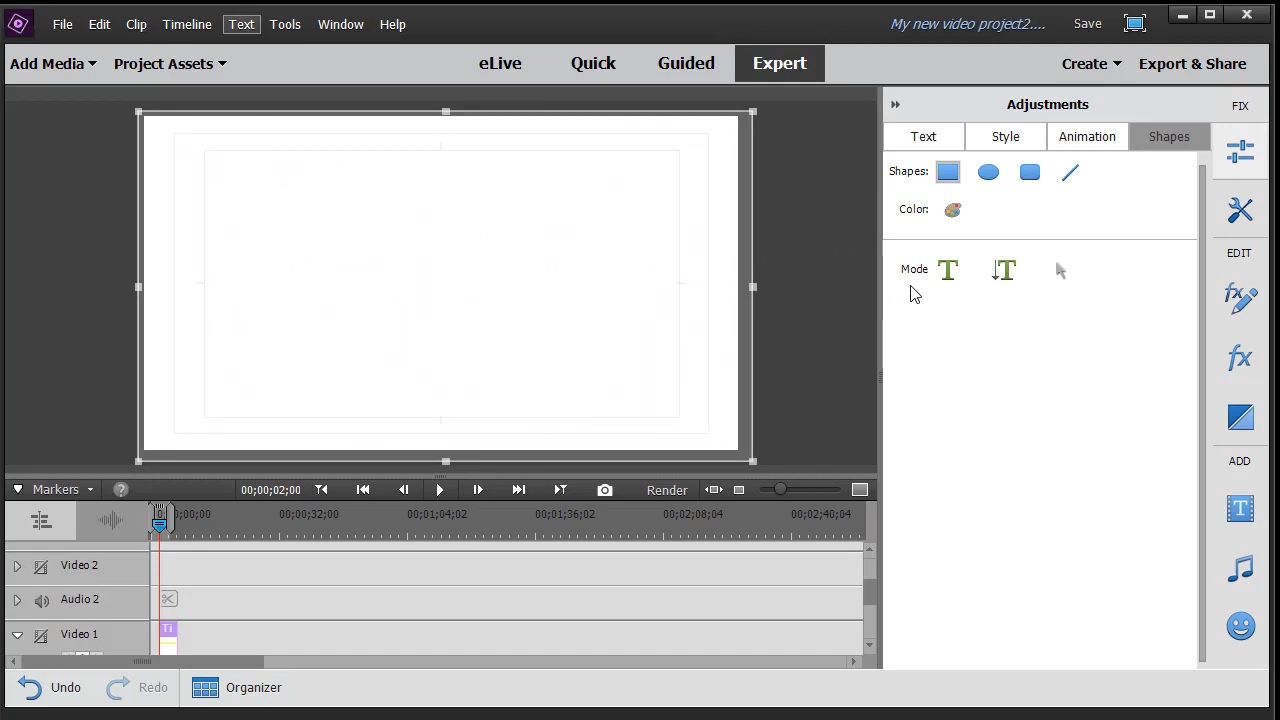 File Edit Clip Timeline Text Tools Window Help My new video project2.... Save
Add Media Project Assets eLive Quick Guided Expert Create Export & Share
Adjustments FIX
Text Style Animation Shapes
Shapes:
Color:
EDIT
Mode T T
fx
fx
ADD
T
Markers ? 00;00;02;00 Render
00;00;32;00 00;01;04;02 00;01;36;02 00;02;08;04 00;02;40;04
Video 2
Audio 2
Video 1 Ti
Undo Redo Organizer